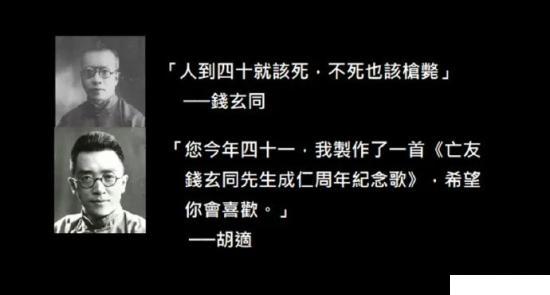 「人到四十就該死，不死也該槍斃」
──錢玄同
「您今年四十一，我製作了一首《亡友
錢玄同先生成仁周年紀念歌》，希望
你會喜歡。」
──胡適